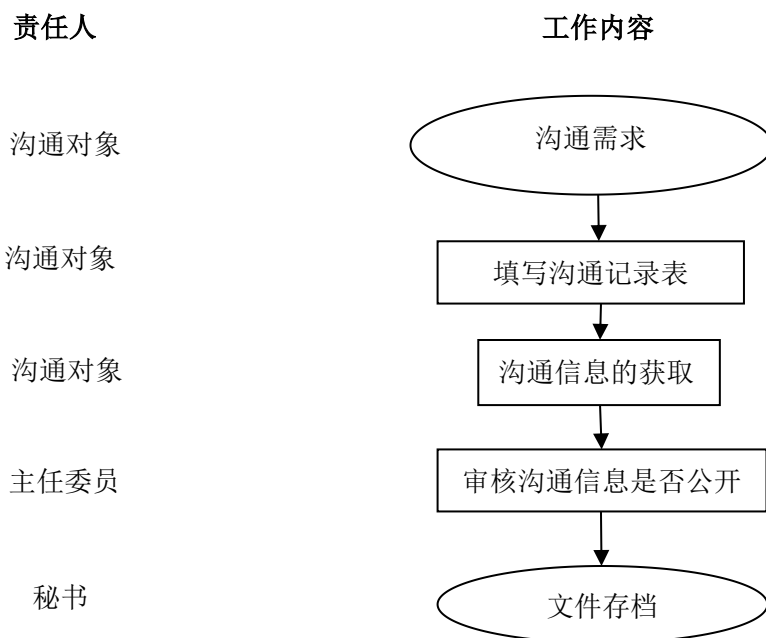 责任人 工作内容
沟通对象 沟通需求
沟通对象 填写沟通记录表
沟通对象 沟通信息的获取
主任委员 审核沟通信息是否公开
秘书 文件存档